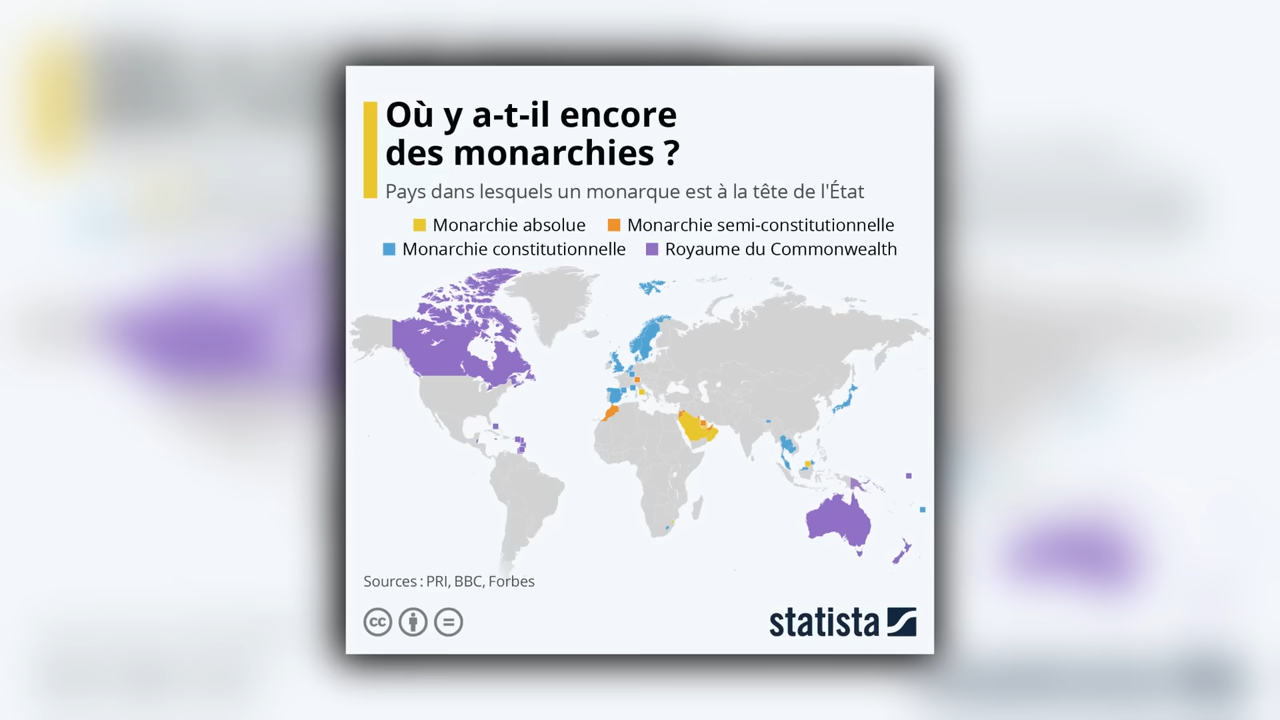 Où y a-t-il encore
des monarchies ?
Pays dans lesquels un monarque est à la tête de l'État
Monarchie absolue Monarchie semi-constitutionnelle
Monarchie constitutionnelle Royaume du Commonwealth
Sources : PRI, BBC, Forbes
cc =
statista